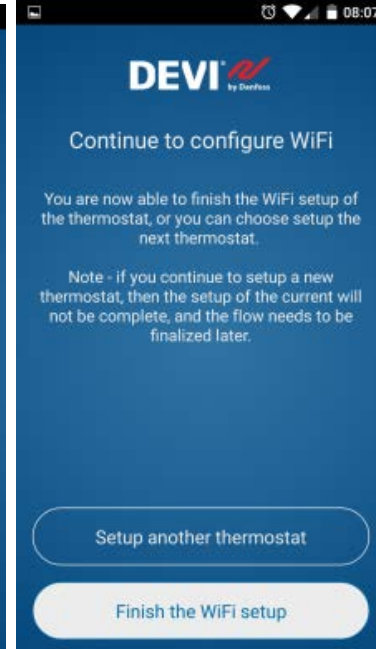 08:07
DEVI
by Danfoss
Continue to configure WiFi
You are now able to finish the WiFi setup of
the thermostat, or you can choose setup the
next thermostat.
Note - if you continue to setup a new
thermostat, then the setup of the current will
not be complete, and the flow needs to be
finalized later.
Setup another thermostat
Finish the WiFi setup